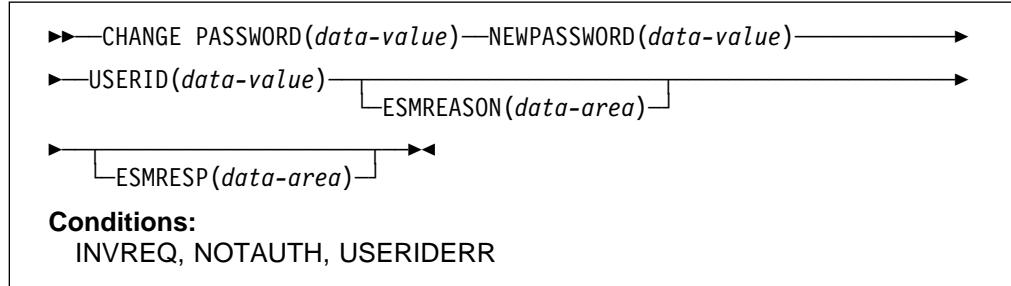 ►►──CHANGE PASSWORD(data-value)──NEWPASSWORD(data-value)──►
►──USERID(data-value)──►
ESMREASON(data-area)
►──►◄
ESMRESP(data-area)
Conditions:
INVREQ, NOTAUTH, USERIDERR